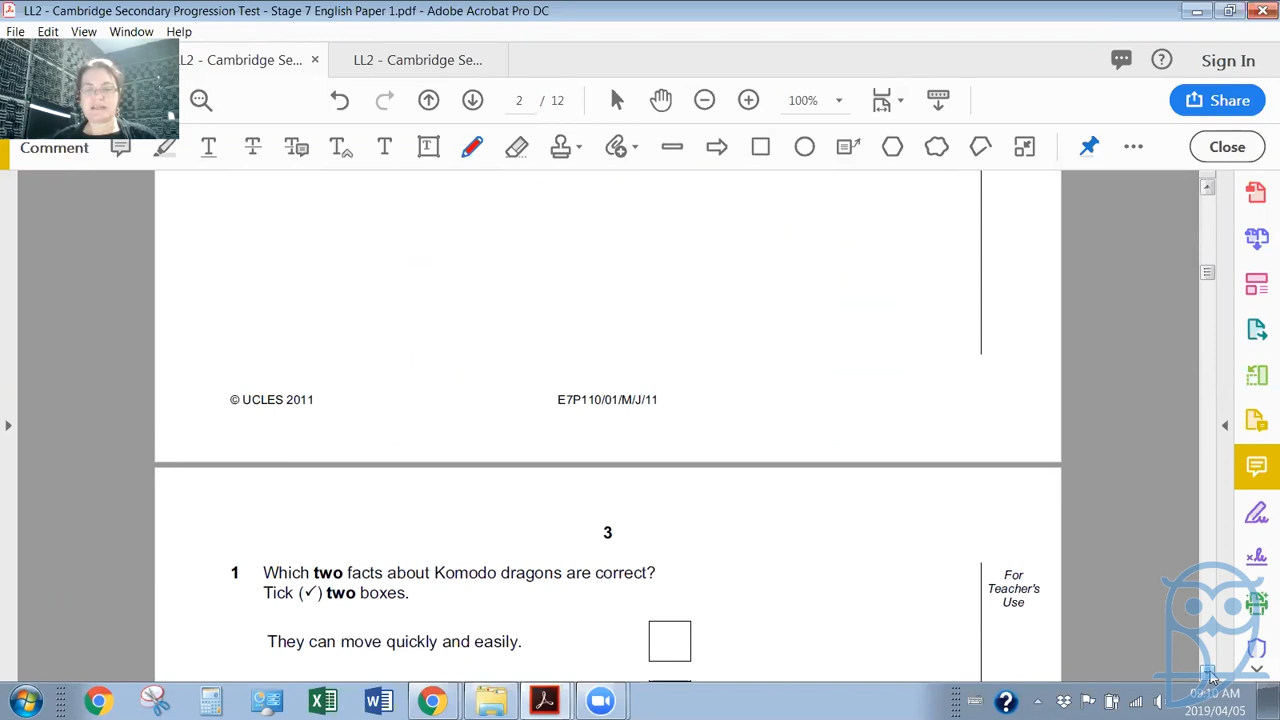 LL2 - Cambridge Secondary Progression Test - Stage 7 English Paper 1.pdf - Adobe Acrobat Pro DC
File Edit View Window Help
LL2 - Cambridge Se... × LL2 - Cambridge Se... Sign In
2 / 12 100% Share
Comment Close
© UCLES 2011 E7P110/01/M/J/11
3
1 Which two facts about Komodo dragons are correct?
Tick (✓) two boxes.
For
Teacher's
Use
They can move quickly and easily.
09:10 AM
2019/04/05